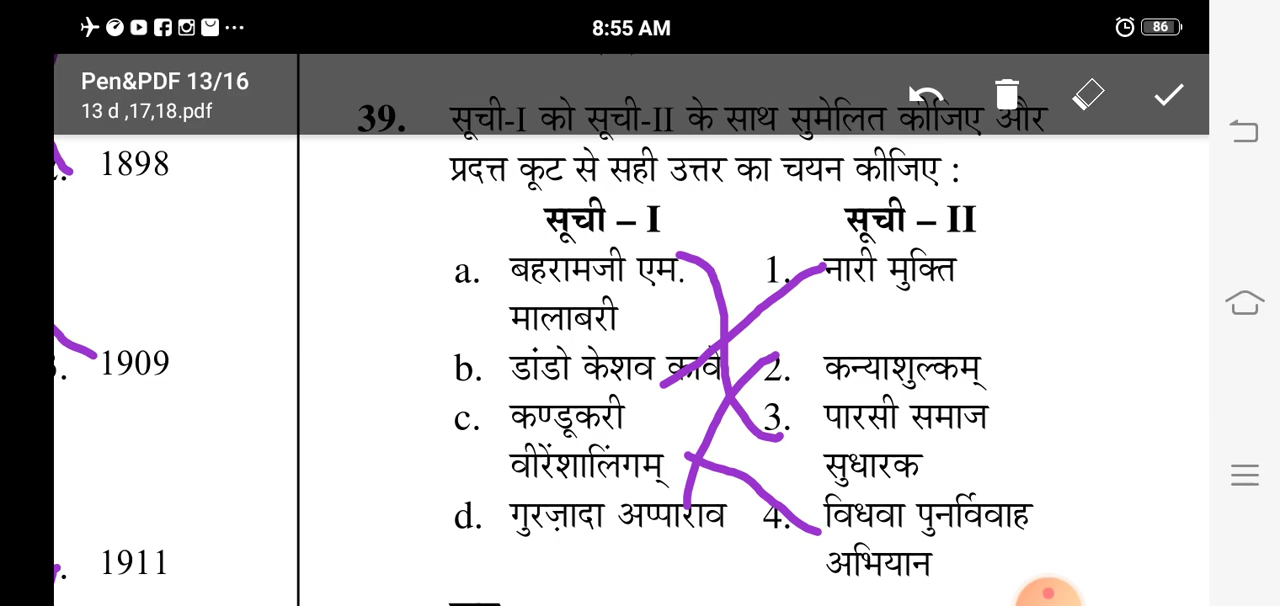 8:55 AM
86
Pen&PDF 13/16
13 d ,17,18.pdf
39. सूची-I को सूची-II के साथ सुमेलित कीजिए और
प्रदत्त कूट से सही उत्तर का चयन कीजिए :
सूची – I सूची – II
a. बहरामजी एम. 1. नारी मुक्ति
मालाबरी
b. डांडो केशव कार्वे 2. कन्याशुल्कम्
c. कण्डूकरी 3. पारसी समाज
वीरेंशालिंगम् सुधारक
d. गुरज़ादा अप्पाराव 4. विधवा पुनर्विवाह
अभियान
1898
1909
1911